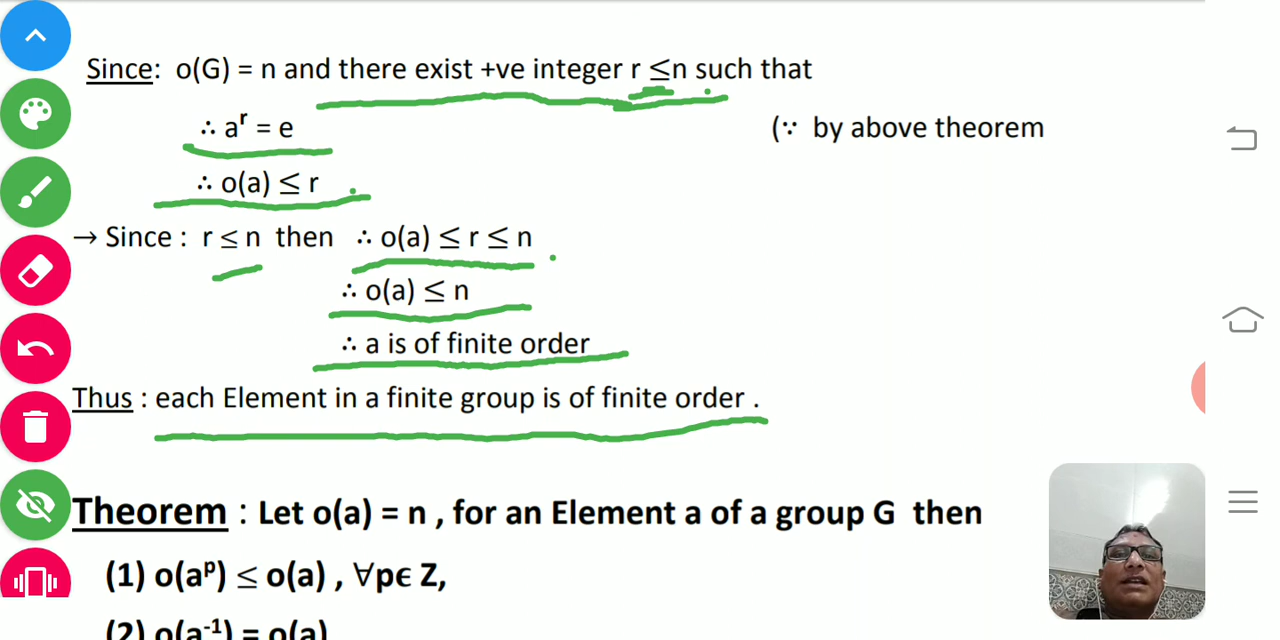 Since: o(G) = n and there exist +ve integer r ≤n such that
∴ aʳ = e (∵ by above theorem
∴ o(a) ≤ r
→ Since : r ≤ n then ∴ o(a) ≤ r ≤ n
∴ o(a) ≤ n
∴ a is of finite order
Thus : each Element in a finite group is of finite order .
Theorem : Let o(a) = n , for an Element a of a group G then
(1) o(aᵖ) ≤ o(a) , ∀pϵ Z,
(2) o(a⁻¹) = o(a)